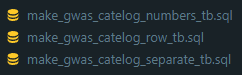 make_gwas_catelog_numbers_tb.sql
make_gwas_catelog_row_tb.sql
make_gwas_catelog_separate_tb.sql